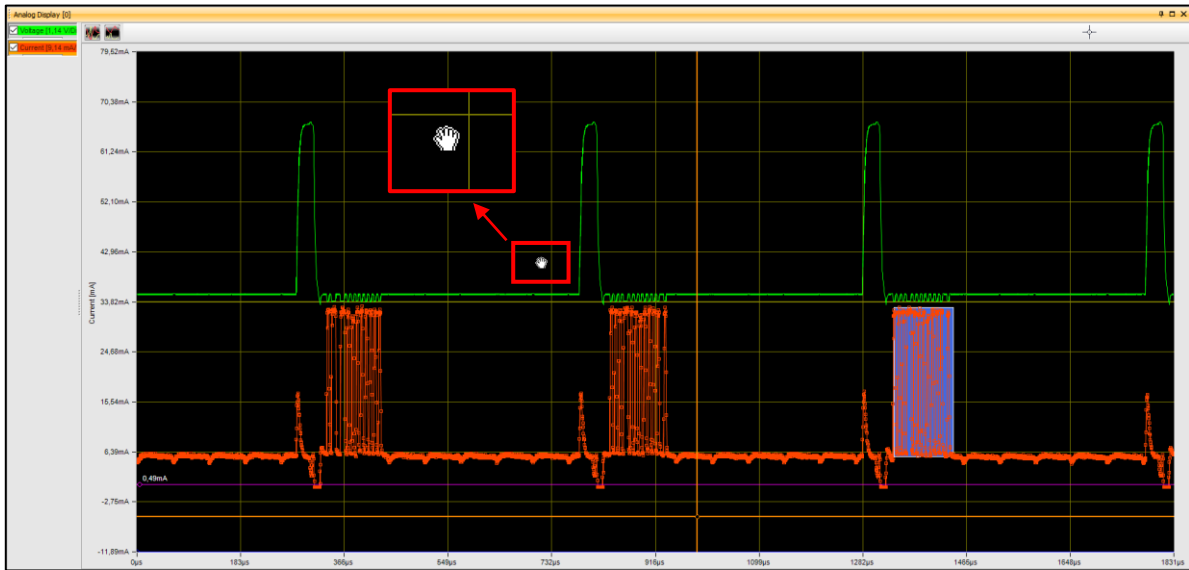 Analog Display [0]
Voltage [1,14 V/D
Current [9,14 mA/
79,52mA
70,38mA
61,24mA
52,10mA
42,96mA
33,82mA
24,68mA
15,54mA
6,39mA
-2,75mA
-11,89mA
Current [mA]
0,49mA
0µs
183µs
366µs
549µs
732µs
916µs
1099µs
1282µs
1465µs
1648µs
1831µs